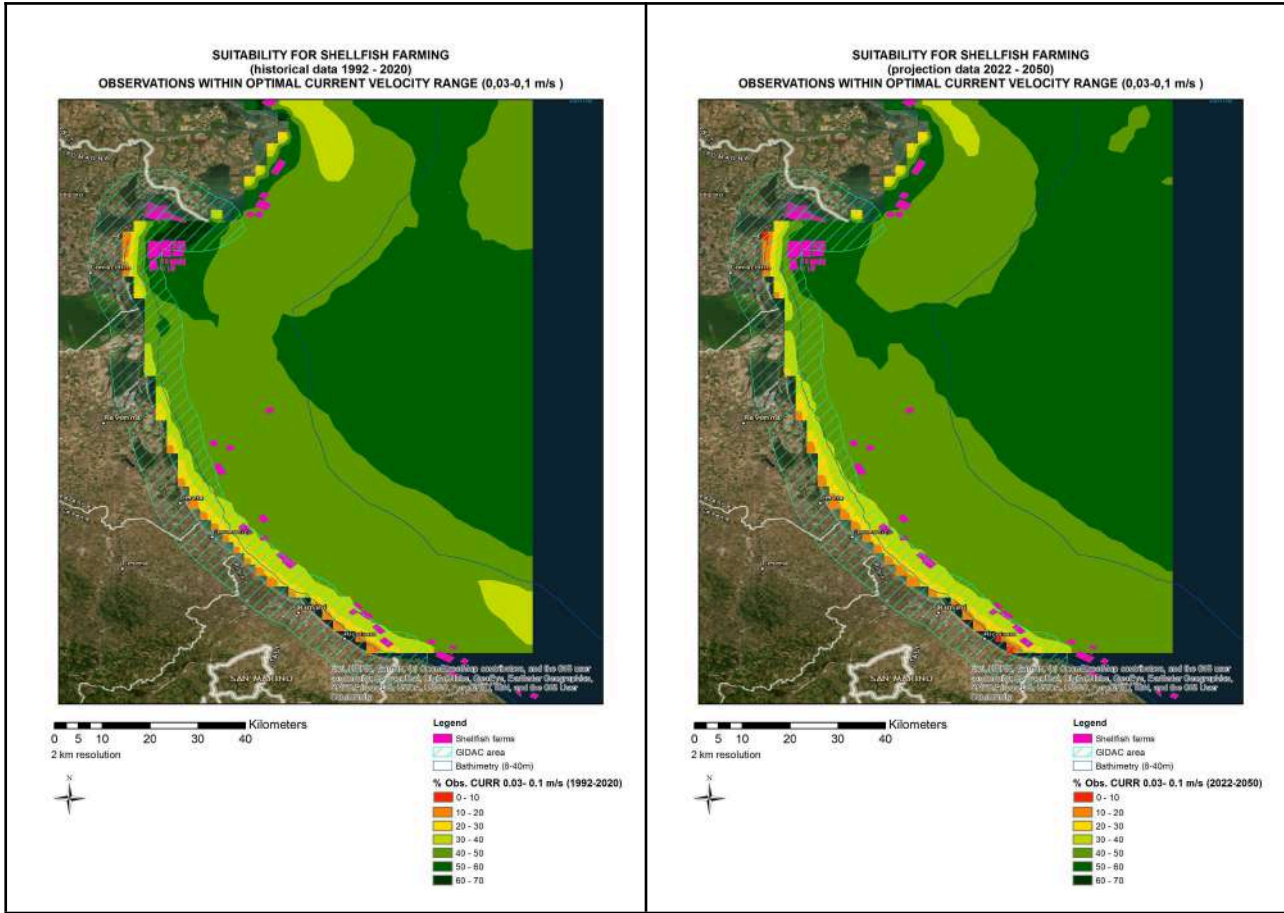 SUITABILITY FOR SHELLFISH FARMING
(historical data 1992 - 2020)
OBSERVATIONS WITHIN OPTIMAL CURRENT VELOCITY RANGE (0,03-0,1 m/s )
SAN MARINO
Community
Kilometers
0 5 10 20 30 40
2 km resolution
N
Legend
Shellfish farms
GIDAC area
Bathimetry (8-40m)
% Obs. CURR 0.03- 0.1 m/s (1992-2020)
0 - 10
10 - 20
20 - 30
30 - 40
40 - 50
50 - 60
60 - 70
SUITABILITY FOR SHELLFISH FARMING
(projection data 2022 - 2050)
OBSERVATIONS WITHIN OPTIMAL CURRENT VELOCITY RANGE (0,03-0,1 m/s )
SAN MARINO
Community
Kilometers
0 5 10 20 30 40
2 km resolution
N
Legend
Shellfish farms
GIDAC area
Bathimetry (8-40m)
% Obs. CURR 0.03- 0.1 m/s (2022-2050)
0 - 10
10 - 20
20 - 30
30 - 40
40 - 50
50 - 60
60 - 70